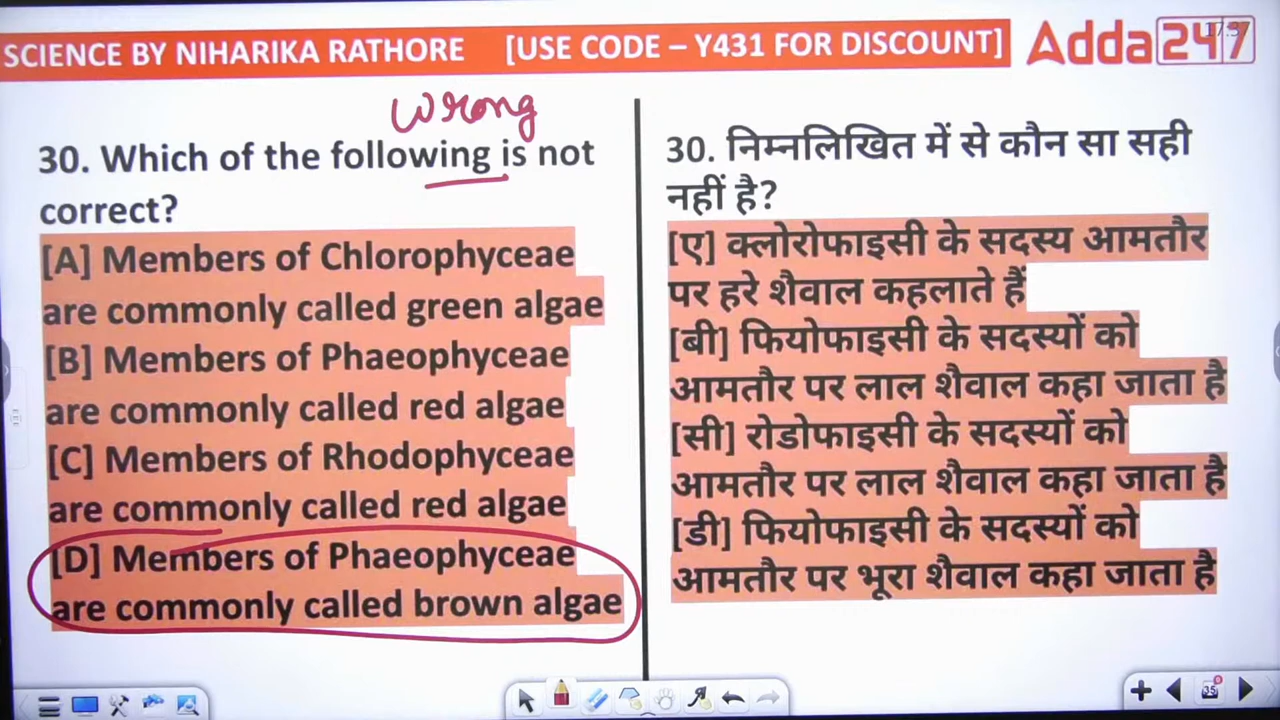 SCIENCE BY NIHARIKA RATHORE [USE CODE – Y431 FOR DISCOUNT]
Adda247
17:37
wrong
30. Which of the following is not
correct?
[A] Members of Chlorophyceae
are commonly called green algae
[B] Members of Phaeophyceae
are commonly called red algae
[C] Members of Rhodophyceae
are commonly called red algae
[D] Members of Phaeophyceae
are commonly called brown algae
30. निम्नलिखित में से कौन सा सही
नहीं है?
[ए] क्लोरोफाइसी के सदस्य आमतौर
पर हरे शैवाल कहलाते हैं
[बी] फियोफाइसी के सदस्यों को
आमतौर पर लाल शैवाल कहा जाता है
[सी] रोडोफाइसी के सदस्यों को
आमतौर पर लाल शैवाल कहा जाता है
[डी] फियोफाइसी के सदस्यों को
आमतौर पर भूरा शैवाल कहा जाता है
35